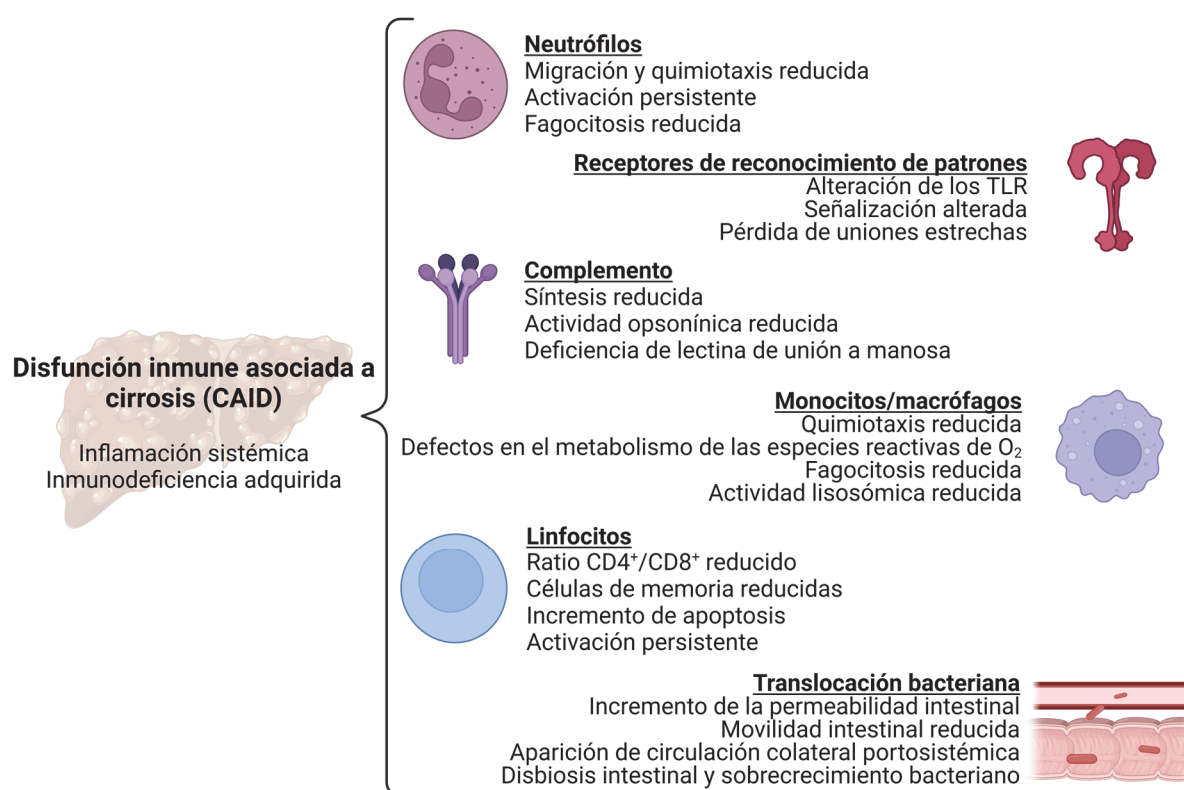 Disfunción inmune asociada a
cirrosis (CAID)
Inflamación sistémica
Inmunodeficiencia adquirida
Neutrófilos
Migración y quimiotaxis reducida
Activación persistente
Fagocitosis reducida
Receptores de reconocimiento de patrones
Alteración de los TLR
Señalización alterada
Pérdida de uniones estrechas
Complemento
Síntesis reducida
Actividad opsonínica reducida
Deficiencia de lectina de unión a manosa
Monocitos/macrófagos
Quimiotaxis reducida
Defectos en el metabolismo de las especies reactivas de O₂
Fagocitosis reducida
Actividad lisosómica reducida
Linfocitos
Ratio CD4⁺/CD8⁺ reducido
Células de memoria reducidas
Incremento de apoptosis
Activación persistente
Translocación bacteriana
Incremento de la permeabilidad intestinal
Movilidad intestinal reducida
Aparición de circulación colateral portosistémica
Disbiosis intestinal y sobrecrecimiento bacteriano